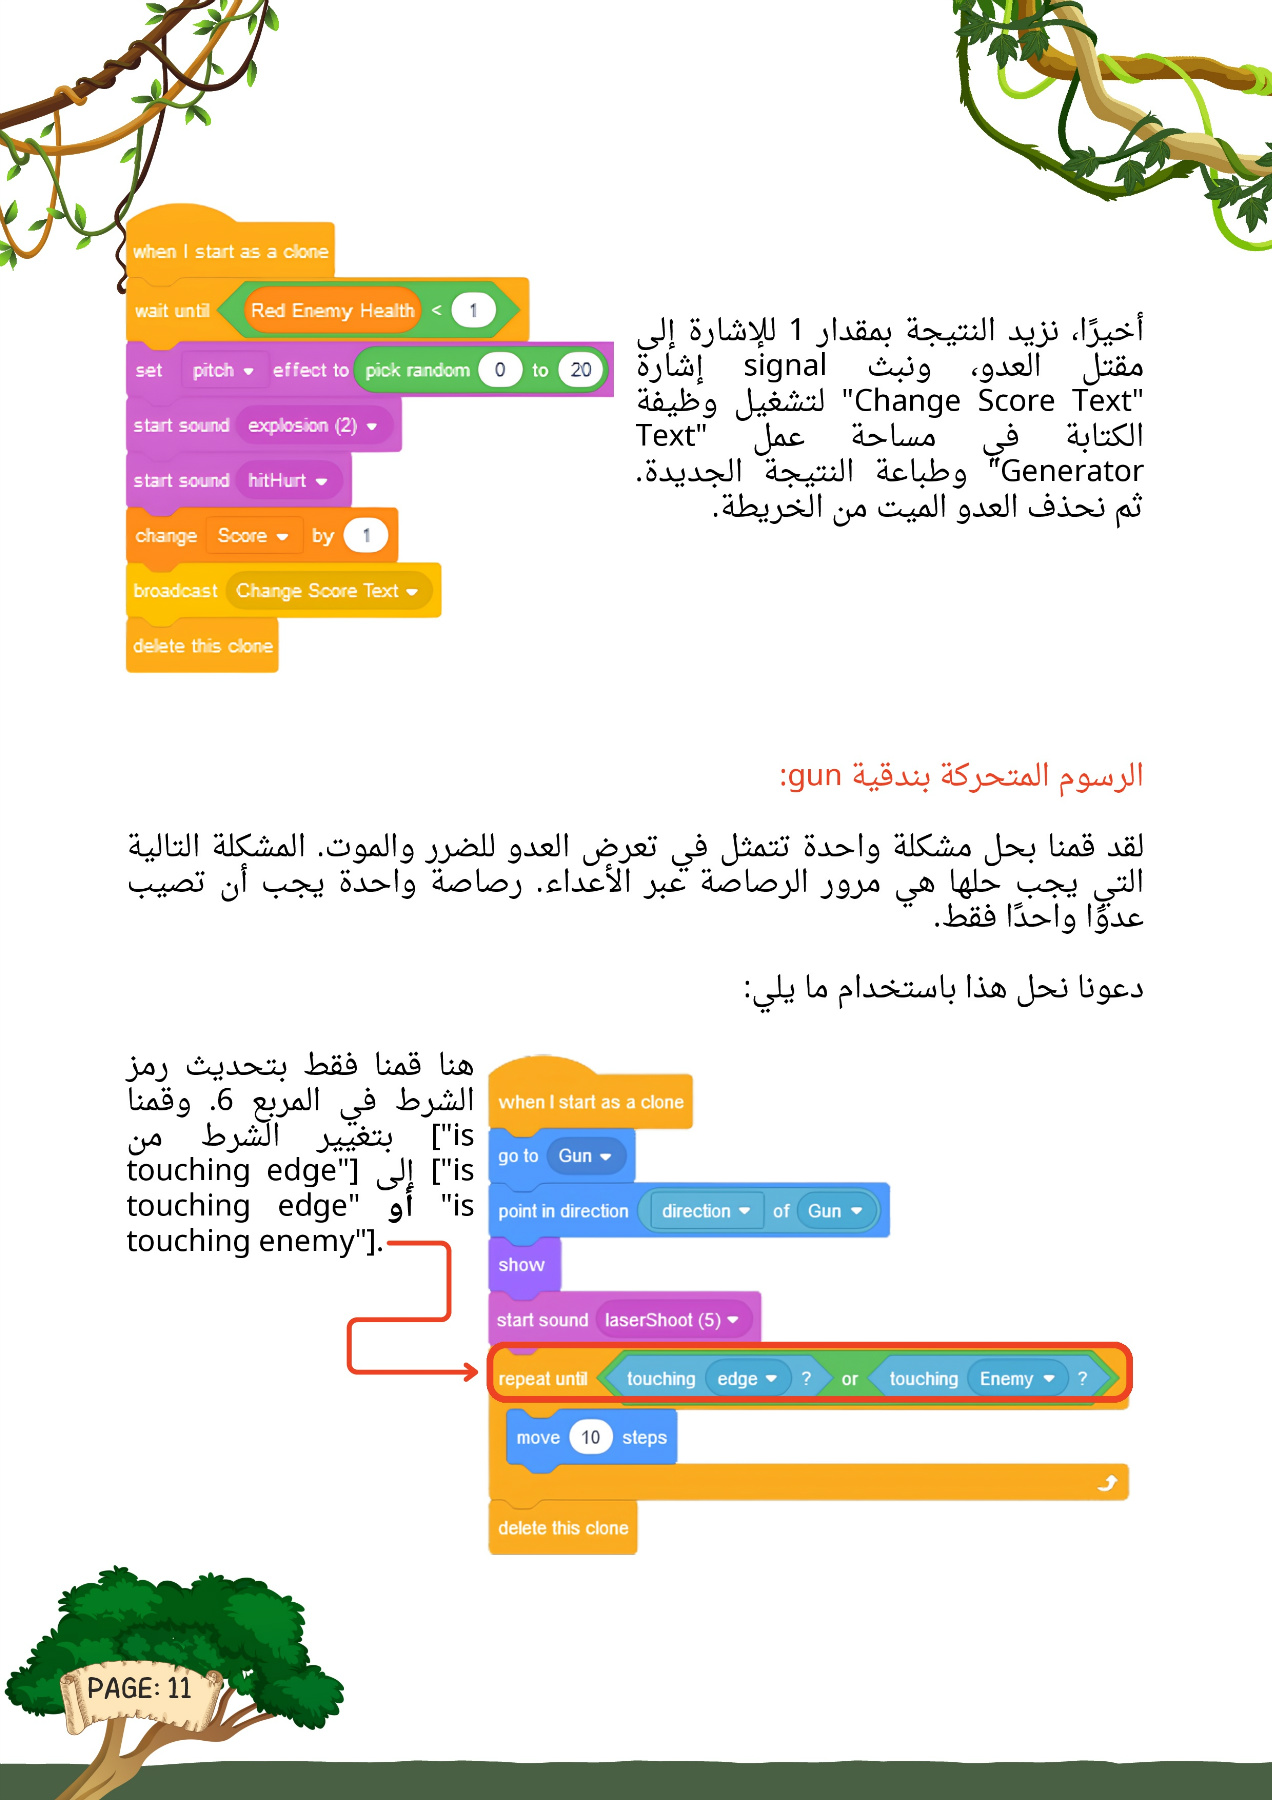 when I start as a clone
wait until Red Enemy Health < 1
set pitch effect to pick random 0 to 20
start sound explosion (2)
start sound hitHurt
change Score by 1
broadcast Change Score Text
delete this clone
أخيرًا، نزيد النتيجة بمقدار 1 للإشارة إلى
مقتل العدو، ونبث signal إشارة
"Change Score Text" لتشغيل وظيفة
الكتابة في مساحة عمل "Text
Generator" وطباعة النتيجة الجديدة.
ثم نحذف العدو الميت من الخريطة.
الرسوم المتحركة بندقية gun:
لقد قمنا بحل مشكلة واحدة تتمثل في تعرض العدو للضرر والموت. المشكلة التالية
التي يجب حلها هي مرور الرصاصة عبر الأعداء. رصاصة واحدة يجب أن تصيب
عدوًا واحدًا فقط.
دعونا نحل هذا باستخدام ما يلي:
هنا قمنا فقط بتحديث رمز
الشرط في المربع 6. وقمنا
بتغيير الشرط من ["is
touching edge"] إلى ["is
touching edge" أو "is
touching enemy"].
when I start as a clone
go to Gun
point in direction direction of Gun
show
start sound laserShoot (5)
repeat until touching edge ? or touching Enemy ?
move 10 steps
delete this clone
PAGE: 11